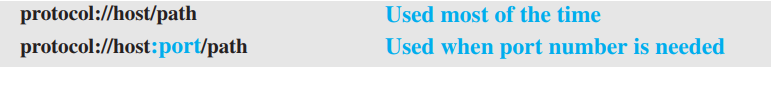 protocol://host/path Used most of the time
protocol://host:port/path Used when port number is needed